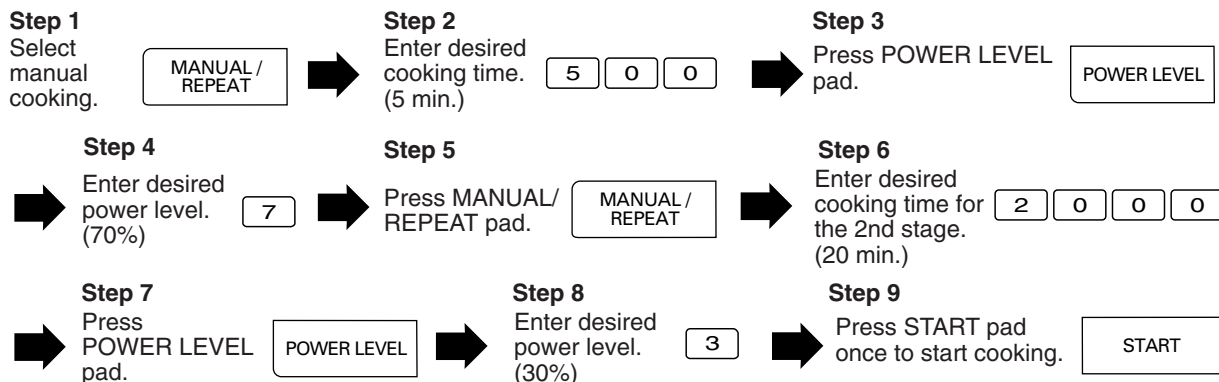 Step 1
Select
manual
cooking.
MANUAL /
REPEAT
Step 2
Enter desired
cooking time.
(5 min.)
5 0 0
Step 3
Press POWER LEVEL
pad.
POWER LEVEL
Step 4
Enter desired
power level.
(70%)
7
Step 5
Press MANUAL/
REPEAT pad.
MANUAL /
REPEAT
Step 6
Enter desired
cooking time for
the 2nd stage.
(20 min.)
2 0 0 0
Step 7
Press
POWER LEVEL
pad.
POWER LEVEL
Step 8
Enter desired
power level.
(30%)
3
Step 9
Press START pad
once to start cooking.
START